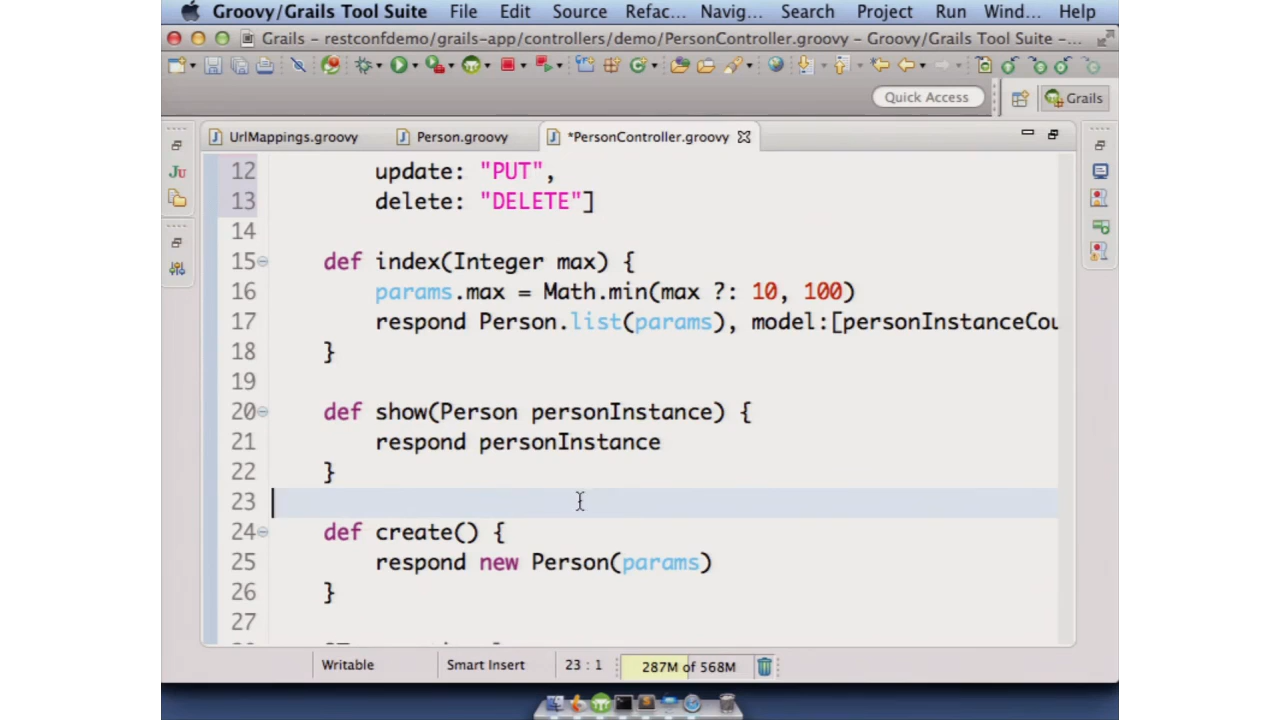 Groovy/Grails Tool Suite File Edit Source Refac... Navig... Search Project Run Wind... Help
Grails – restconfdemo/grails-app/controllers/demo/PersonController.groovy – Groovy/Grails Tool Suite –...
Quick Access Grails
UrlMappings.groovy Person.groovy *PersonController.groovy
12 update: "PUT",
13 delete: "DELETE"]
14
15 def index(Integer max) {
16 params.max = Math.min(max ?: 10, 100)
17 respond Person.list(params), model:[personInstanceCou
18 }
19
20 def show(Person personInstance) {
21 respond personInstance
22 }
23
24 def create() {
25 respond new Person(params)
26 }
27
Writable Smart Insert 23 : 1 287M of 568M